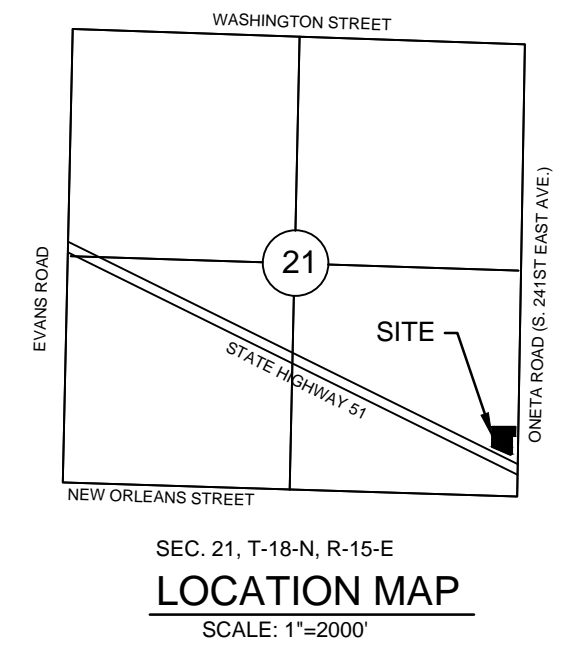 WASHINGTON STREET
EVANS ROAD
21
ONETA ROAD (S. 241ST EAST AVE.)
SITE
STATE HIGHWAY 51
NEW ORLEANS STREET
SEC. 21, T-18-N, R-15-E
LOCATION MAP
SCALE: 1"=2000'